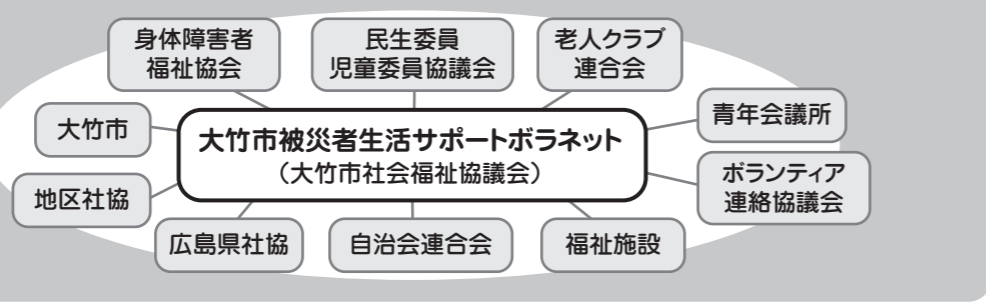 身体障害者
福祉協会
民生委員
児童委員協議会
老人クラブ
連合会
大竹市
青年会議所
大竹市被災者生活サポートボラネット
（大竹市社会福祉協議会）
地区社協
ボランティア
連絡協議会
広島県社協
自治会連合会
福祉施設